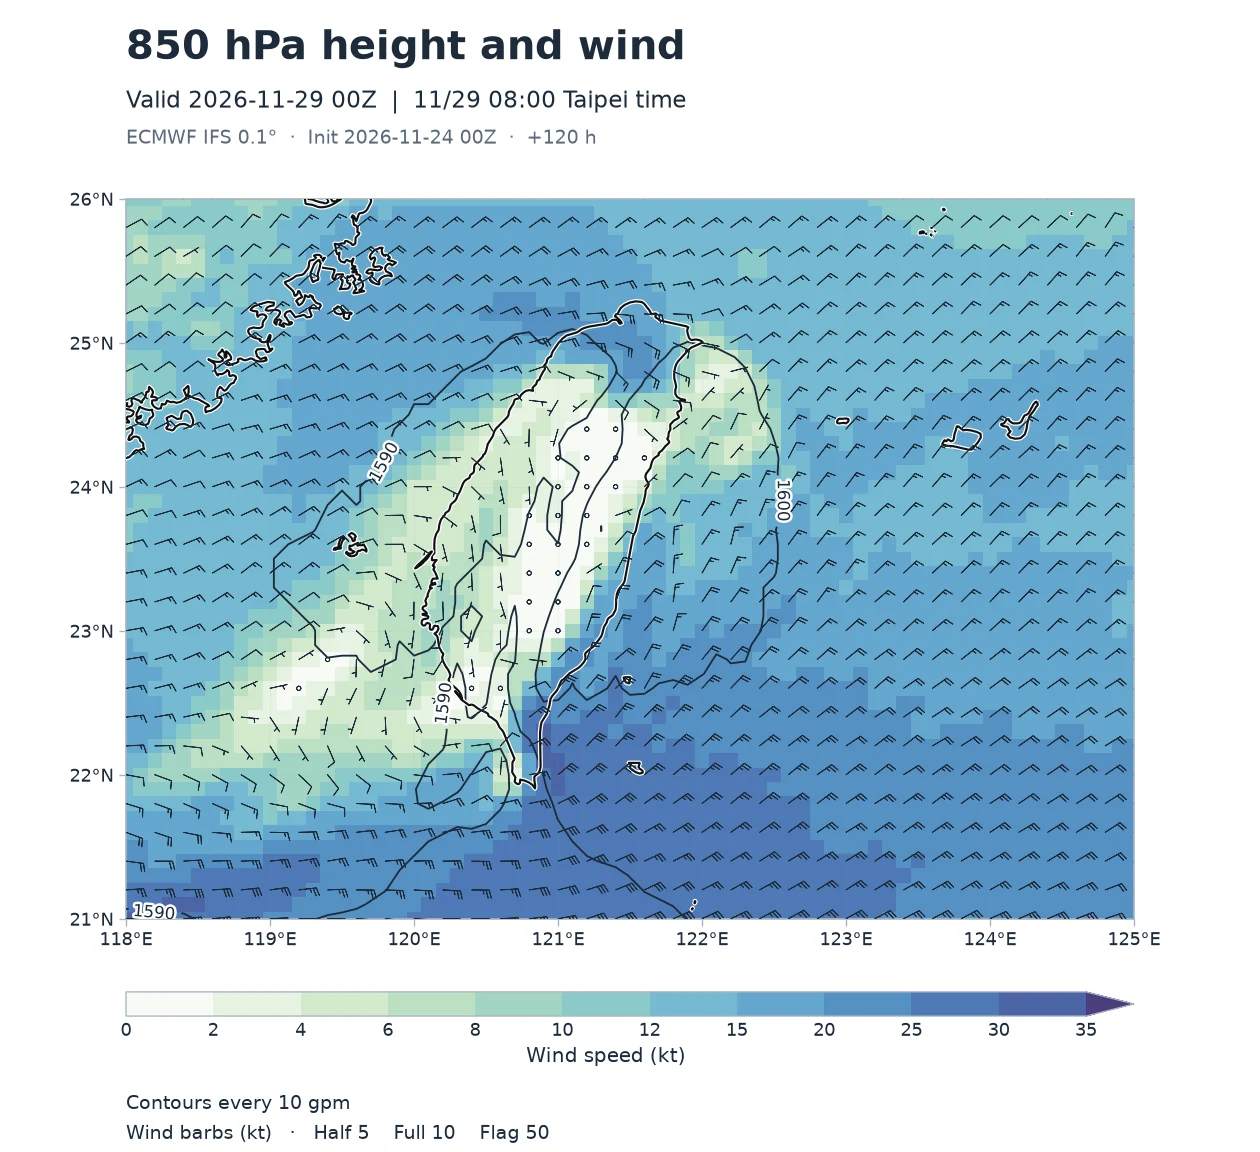 850 hPa height and wind
Valid 2026-11-29 00Z | 11/29 08:00 Taipei time
ECMWF IFS 0.1° · Init 2026-11-24 00Z · +120 h
26°N
25°N
24°N
23°N
22°N
21°N
1590
1600
1590
1590
118°E 119°E 120°E 121°E 122°E 123°E 124°E 125°E
0 2 4 6 8 10 12 15 20 25 30 35
Wind speed (kt)
Contours every 10 gpm
Wind barbs (kt) · Half 5 Full 10 Flag 50